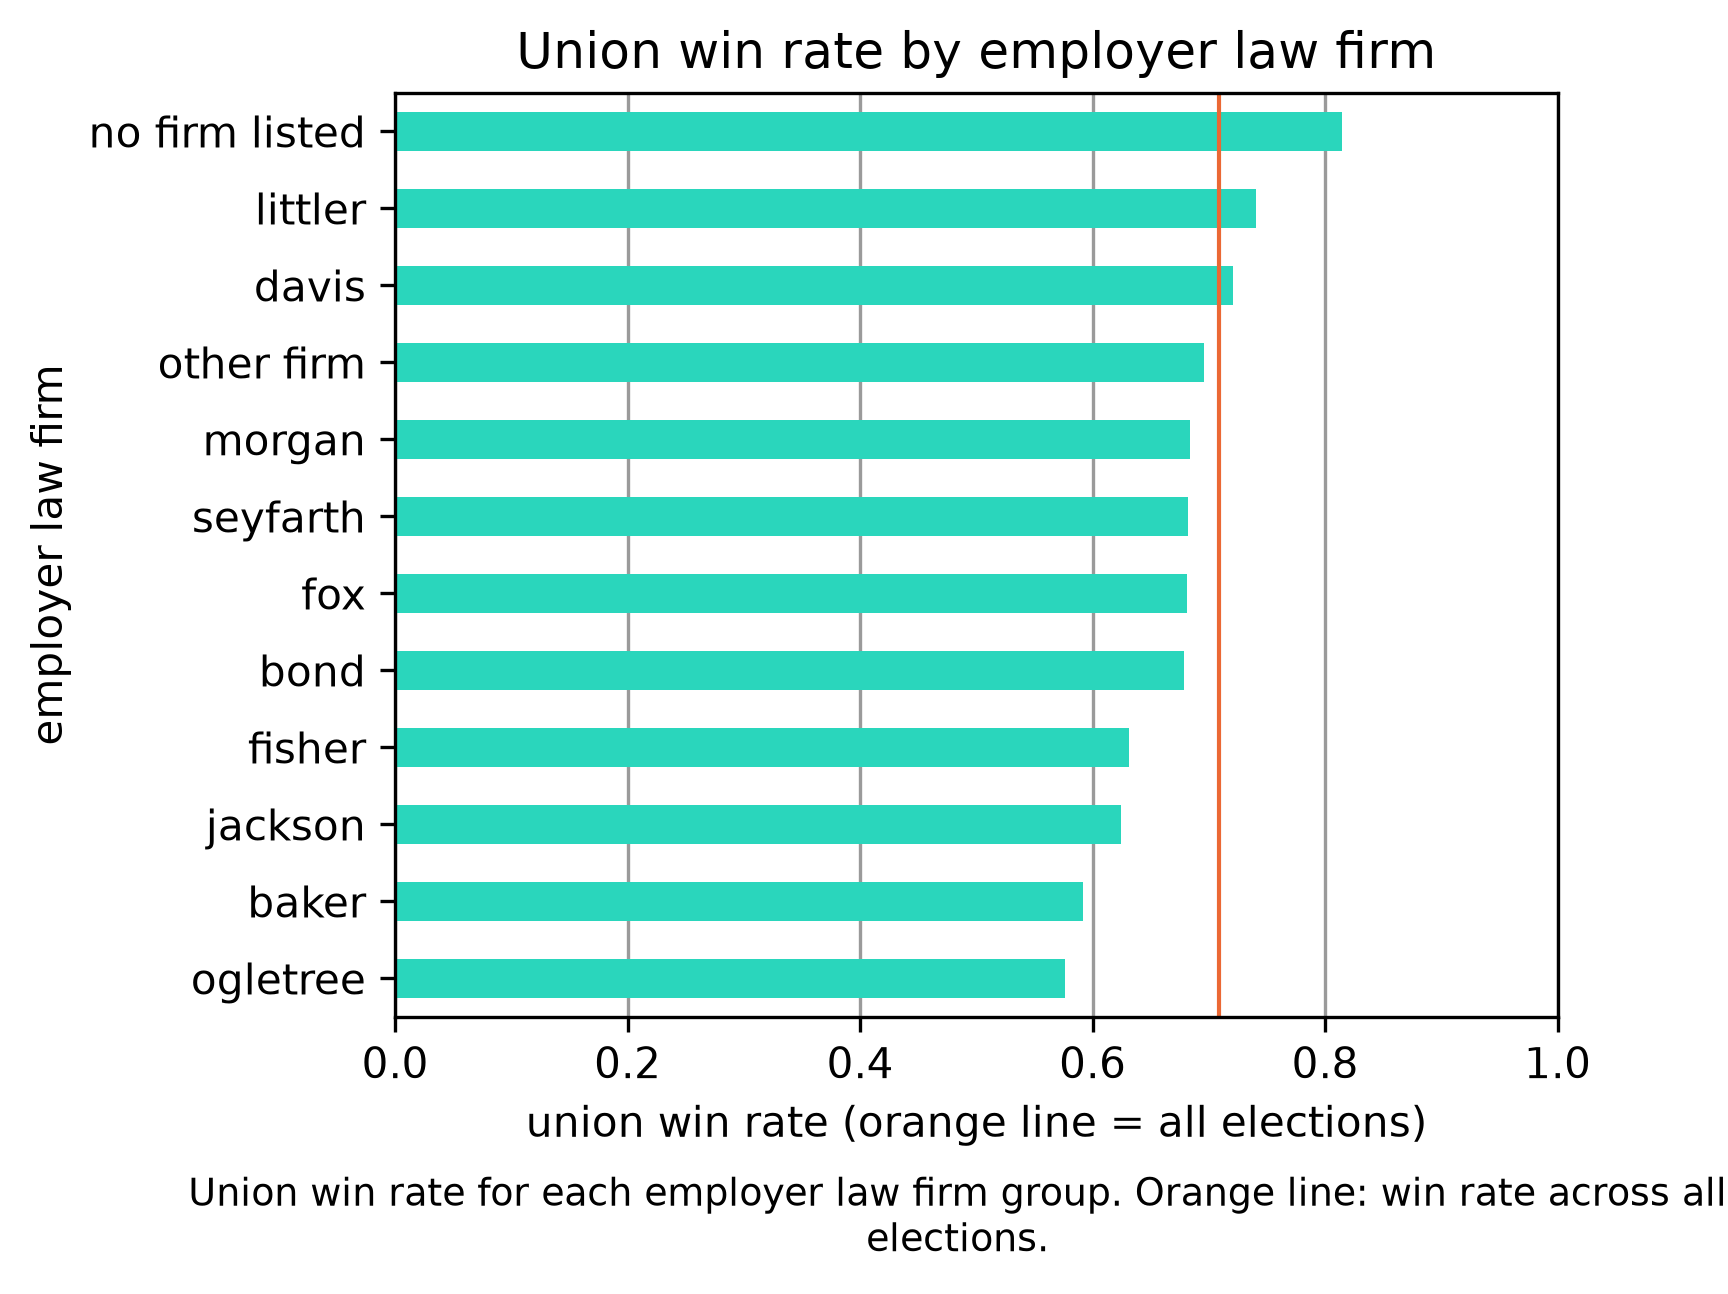 Union win rate by employer law firm
no firm listed
littler
davis
other firm
morgan
seyfarth
fox
bond
fisher
jackson
baker
ogletree
employer law firm
0.0 0.2 0.4 0.6 0.8 1.0
union win rate (orange line = all elections)
Union win rate for each employer law firm group. Orange line: win rate across all
elections.